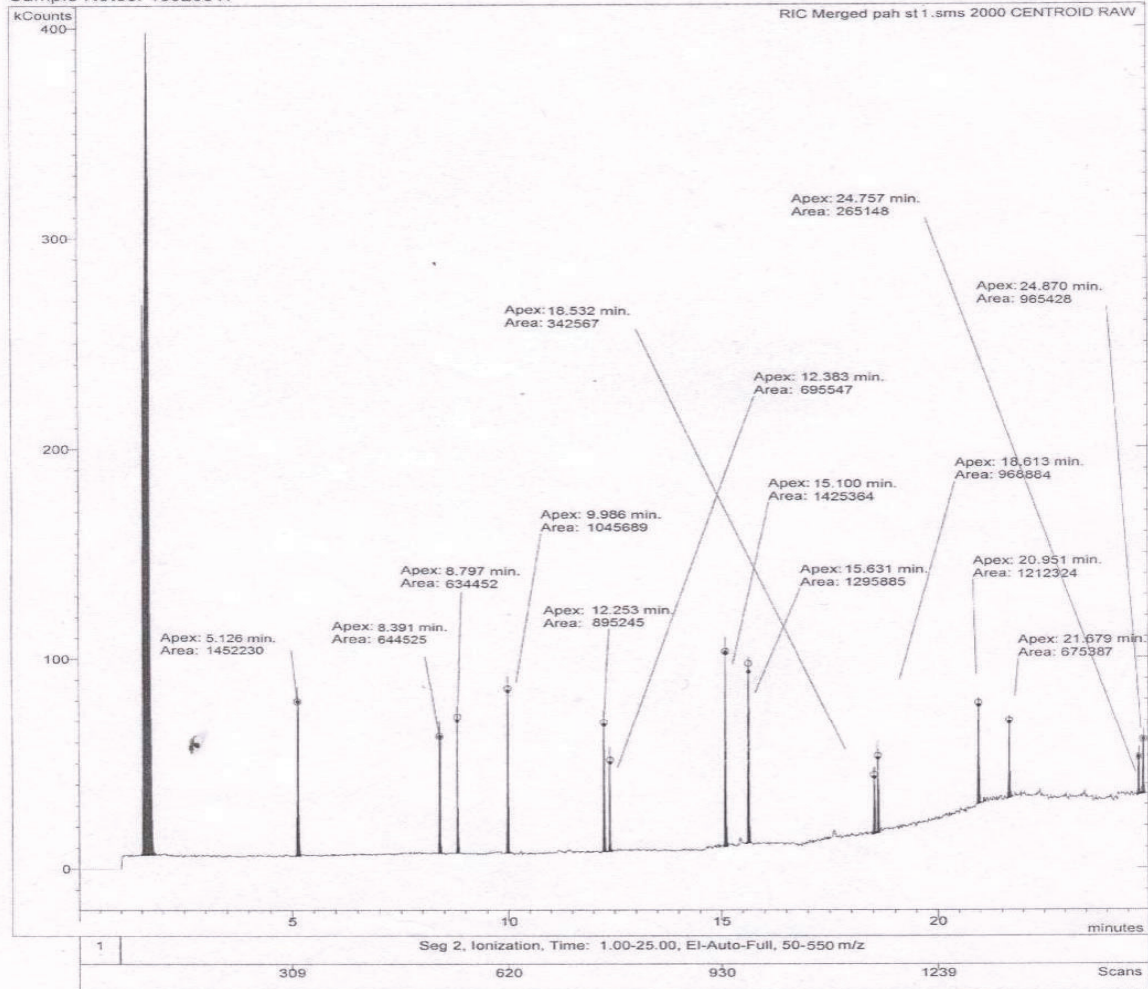 kCounts
RIC Merged pah st1.sms 2000 CENTROID RAW
400
300
200
100
0
Apex: 24.757 min.
Area: 265148
Apex: 24.870 min.
Area: 965428
Apex: 18.532 min.
Area: 342567
Apex: 12.383 min.
Area: 695547
Apex: 18.613 min.
Area: 968884
Apex: 15.100 min.
Area: 1425364
Apex: 9.986 min.
Area: 1045689
Apex: 8.797 min.
Area: 634452
Apex: 15.631 min.
Area: 1295885
Apex: 20.951 min.
Area: 1212324
Apex: 12.253 min.
Area: 895245
Apex: 8.391 min.
Area: 644525
Apex: 5.126 min.
Area: 1452230
Apex: 21.679 min.
Area: 675387
5
10
15
20
minutes
1
Seg 2, Ionization, Time: 1.00-25.00, EI-Auto-Full, 50-550 m/z
309
620
930
1239
Scans